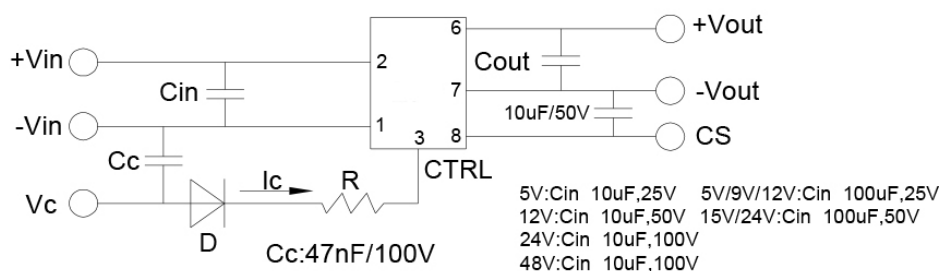 +Vin
-Vin
Vc
Cin
Cc
D
Ic
R
Cc:47nF/100V
2
1
3
CTRL
6
7
8
Cout
10uF/50V
+Vout
-Vout
CS
5V:Cin 10uF,25V 5V/9V/12V:Cin 100uF,25V
12V:Cin 10uF,50V 15V/24V:Cin 100uF,50V
24V:Cin 10uF,100V
48V:Cin 10uF,100V